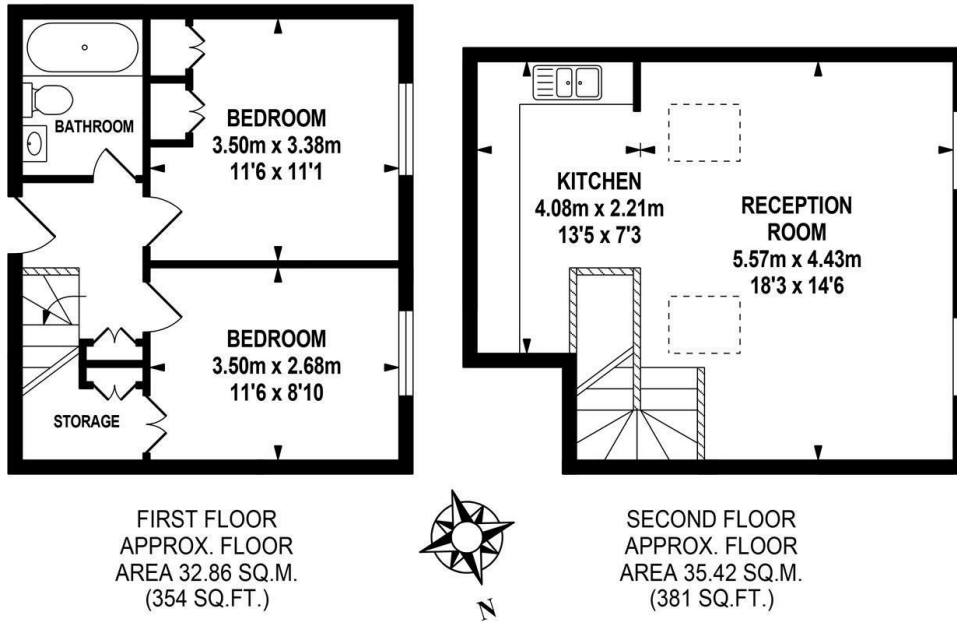 BATHROOM
BEDROOM
3.50m x 3.38m
11'6 x 11'1
BEDROOM
3.50m x 2.68m
11'6 x 8'10
STORAGE
KITCHEN
4.08m x 2.21m
13'5 x 7'3
RECEPTION
ROOM
5.57m x 4.43m
18'3 x 14'6
FIRST FLOOR
APPROX. FLOOR
AREA 32.86 SQ.M.
(354 SQ.FT.)
N
SECOND FLOOR
APPROX. FLOOR
AREA 35.42 SQ.M.
(381 SQ.FT.)